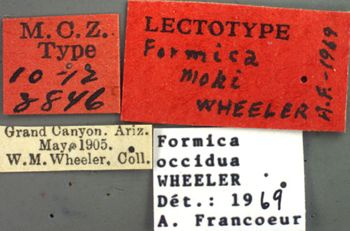 M.C.Z.
Type
10-12
8846
LECTOTYPE
Formica
moki
WHEELER
A.F.-1969
Grand Canyon. Ariz.
May, 1905.
W.M. Wheeler, Coll.
Formica
occidua
WHEELER
Dét.: 1969
A. Francoeur